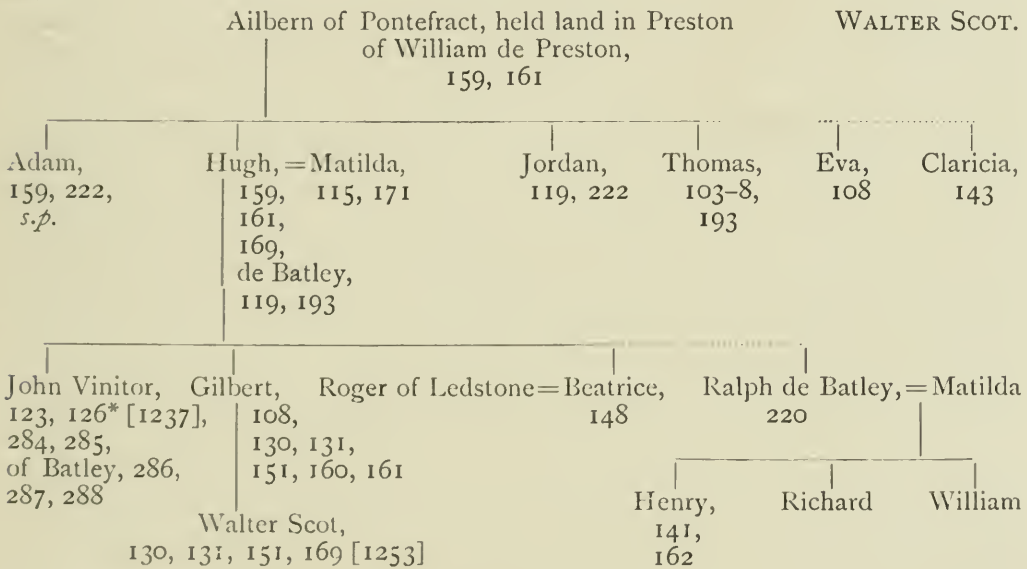 Ailbern of Pontefract, held land in Preston WALTER SCOT.
of William de Preston,
159, 161
Adam, Hugh, = Matilda, Jordan, Thomas, Eva, Claricia,
159, 222, 159, 115, 171 119, 222 103-8, 108 143
s.p. 161, 193
169,
de Batley,
119, 193
John Vinitor, Gilbert, Roger of Ledstone = Beatrice, Ralph de Batley, = Matilda
123, 126* [1237], 108, 148 220
284, 285, 130, 131,
of Batley, 286, 151, 160, 161
287, 288
Henry, Richard William
Walter Scot, 141,
130, 131, 151, 169 [1253] 162